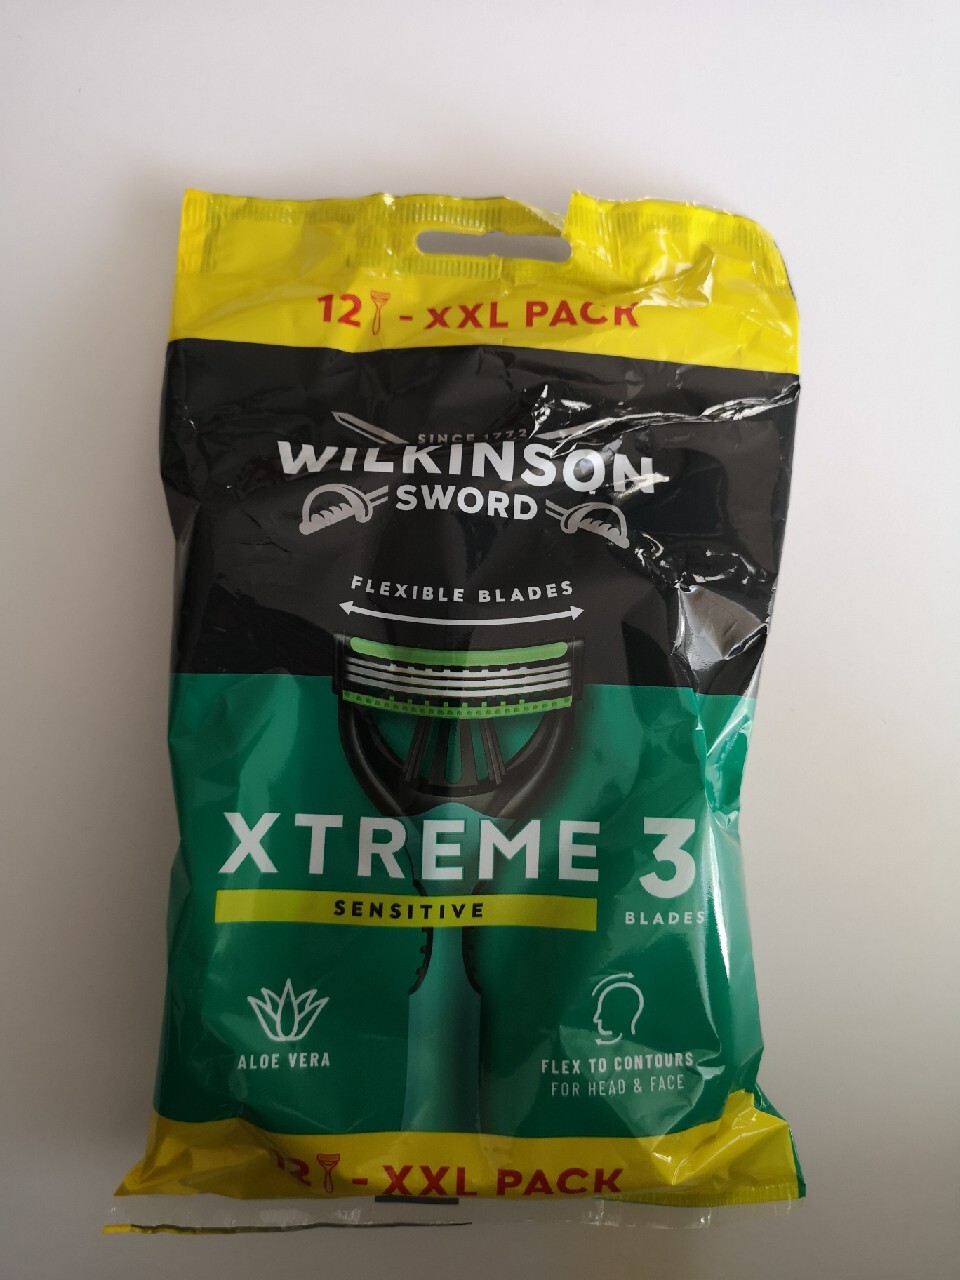 12 - XXL PACK
SINCE 1772
WILKINSON
SWORD
FLEXIBLE BLADES
XTREME 3
SENSITIVE
BLADES
ALOE VERA
FLEX TO CONTOURS
FOR HEAD & FACE
12 - XXL PACK